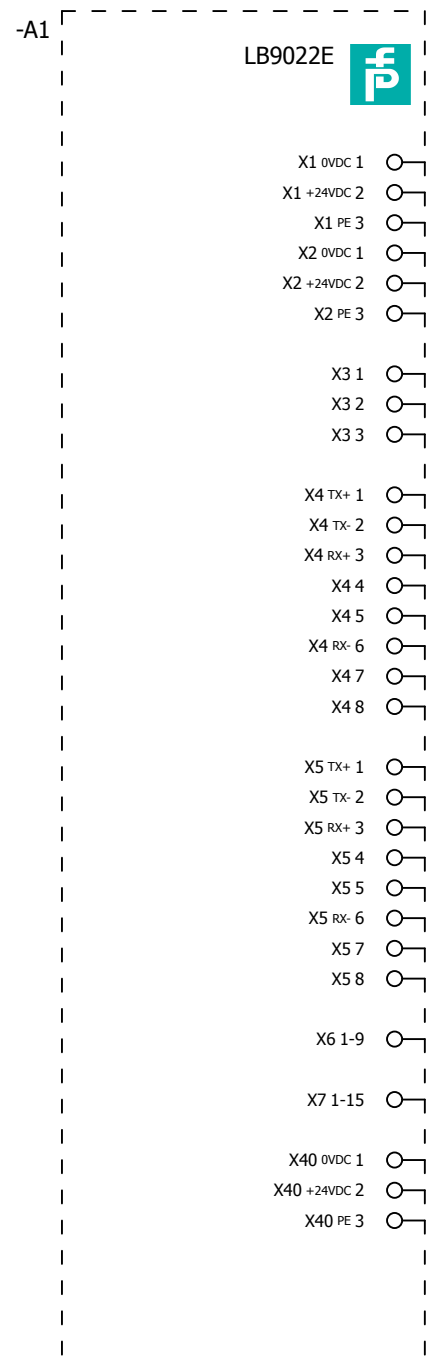 -A1
LB9022E
X1 0VDC 1
X1 +24VDC 2
X1 PE 3
X2 0VDC 1
X2 +24VDC 2
X2 PE 3
X3 1
X3 2
X3 3
X4 TX+ 1
X4 TX- 2
X4 RX+ 3
X4 4
X4 5
X4 RX- 6
X4 7
X4 8
X5 TX+ 1
X5 TX- 2
X5 RX+ 3
X5 4
X5 5
X5 RX- 6
X5 7
X5 8
X6 1-9
X7 1-15
X40 0VDC 1
X40 +24VDC 2
X40 PE 3